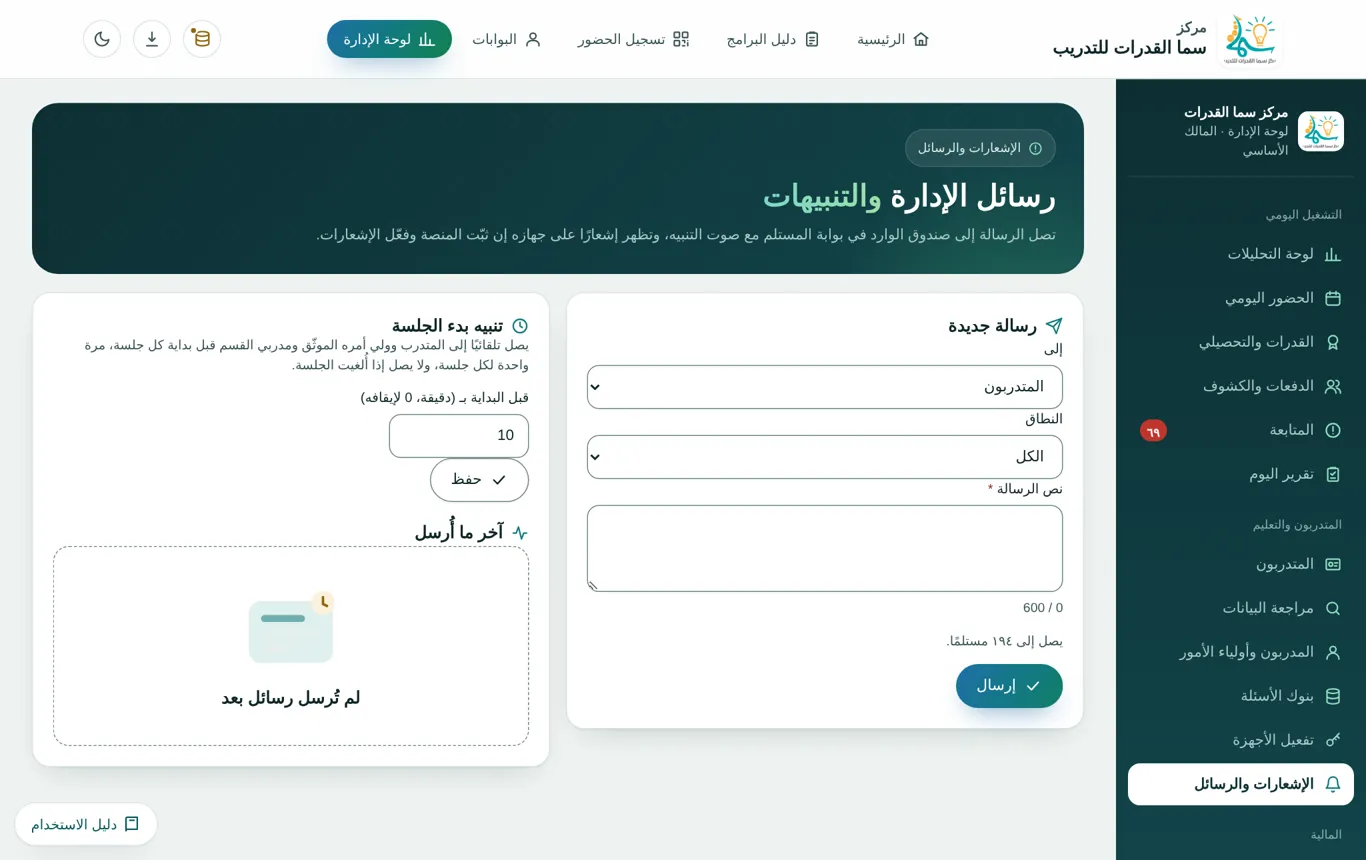 مركز
سما القدرات للتدريب
الرئيسية
دليل البرامج
تسجيل الحضور
البوابات
لوحة الإدارة
مركز سما القدرات
لوحة الإدارة · المالك
الأساسي
التشغيل اليومي
لوحة التحليلات
الحضور اليومي
القدرات والتحصيلي
الدفعات والكشوف
المتابعة
٦٩
تقرير اليوم
المتدربون والتعليم
المتدربون
مراجعة البيانات
المدربون وأولياء الأمور
بنوك الأسئلة
تفعيل الأجهزة
الإشعارات والرسائل
المالية
الإشعارات والرسائل
رسائل الإدارة والتنبيهات
تصل الرسالة إلى صندوق الوارد في بوابة المستلم مع صوت التنبيه، وتظهر إشعارًا على جهازه إن ثبّت المنصة وفعّل الإشعارات.
رسالة جديدة
إلى
المتدربون
النطاق
الكل
نص الرسالة *
0 / 600
يصل إلى ١٩٤ مستلمًا.
إرسال
تنبيه بدء الجلسة
يصل تلقائيًا إلى المتدرب وولي أمره الموثّق ومدربي القسم قبل بداية كل جلسة، مرة
واحدة لكل جلسة، ولا يصل إذا أُلغيت الجلسة.
قبل البداية بـ (دقيقة، 0 لإيقافه)
10
حفظ
آخر ما أُرسل
لم تُرسل رسائل بعد
دليل الاستخدام